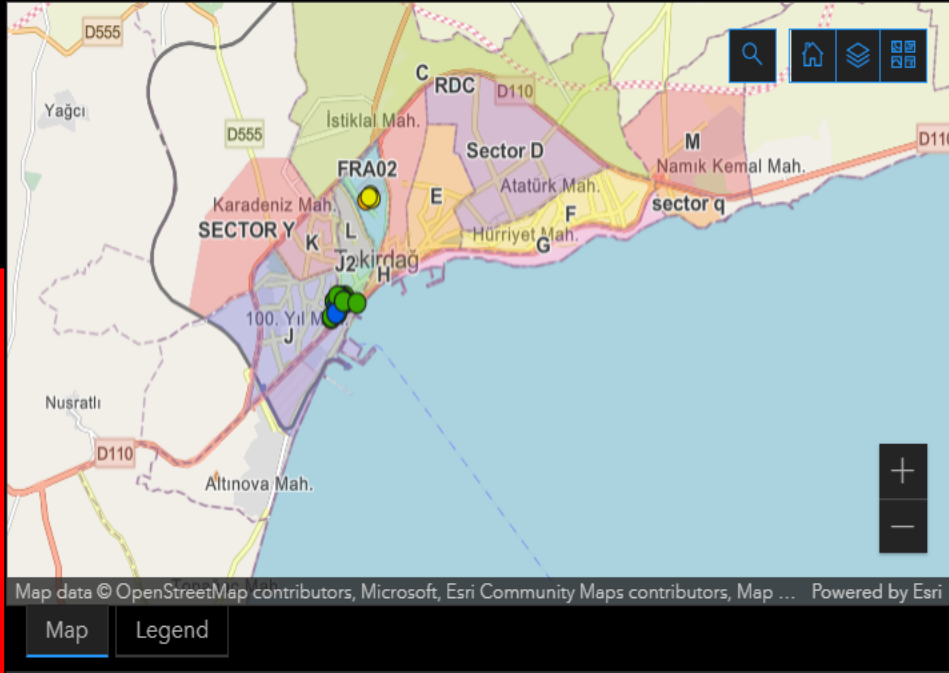 D555
C
RDC
D110
Yağcı
İstiklal Mah.
D555
M
D110
Sector D
Namık Kemal Mah.
FRA02
Atatürk Mah.
E
Karadeniz Mah.
sector q
F
SECTOR Y
K
L
Hürriyet Mah.
G
J2
Tekirdağ
H
100. Yıl M
J
Nusratlı
D110
Altınova Mah.
Map data © OpenStreetMap contributors, Microsoft, Esri Community Maps contributors, Map ... Powered by Esri
Map
Legend